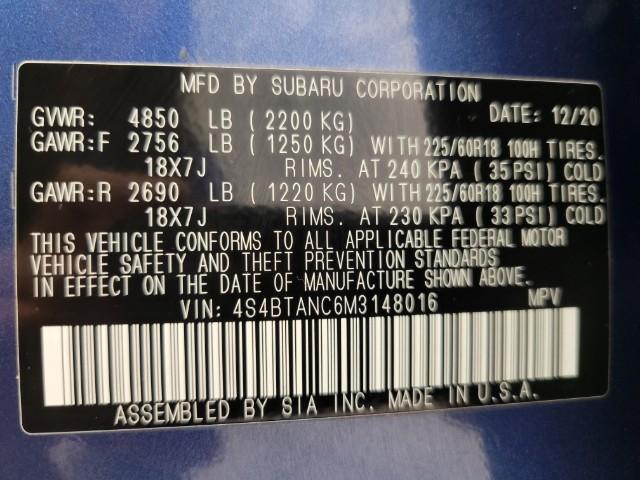 MFD BY SUBARU CORPORATION
GVWR: 4850 LB ( 2200 KG) DATE: 12/20
GAWR:F 2756 LB ( 1250 KG) WITH 225/60R18 100H TIRES.
18X7J RIMS. AT 240 KPA ( 35 PSI) COLD
GAWR:R 2690 LB ( 1220 KG) WITH 225/60R18 100H TIRES.
18X7J RIMS. AT 230 KPA ( 33 PSI) COLD
THIS VEHICLE CONFORMS TO ALL APPLICABLE FEDERAL MOTOR
VEHICLE SAFETY AND THEFT PREVENTION STANDARDS
IN EFFECT ON THE DATE OF MANUFACTURE SHOWN ABOVE.
VIN: 4S4BTANC6M3148016 MPV
ASSEMBLED BY SIA INC. MADE IN U.S.A.